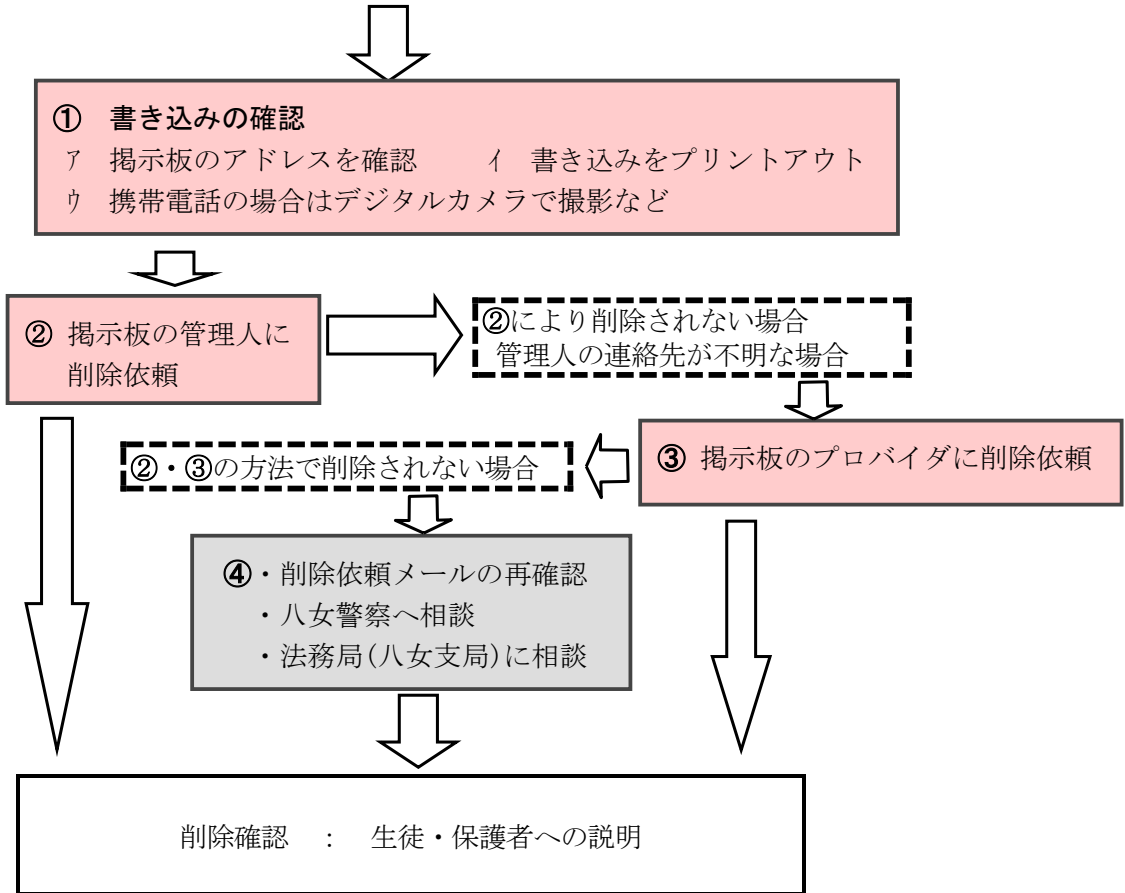 ① 書き込みの確認
ア 掲示板のアドレスを確認 イ 書き込みをプリントアウト
ウ 携帯電話の場合はデジタルカメラで撮影など
② 掲示板の管理人に
削除依頼
②により削除されない場合
管理人の連絡先が不明な場合
③ 掲示板のプロバイダに削除依頼
②・③の方法で削除されない場合
④・削除依頼メールの再確認
・八女警察へ相談
・法務局(八女支局)に相談
削除確認 : 生徒・保護者への説明